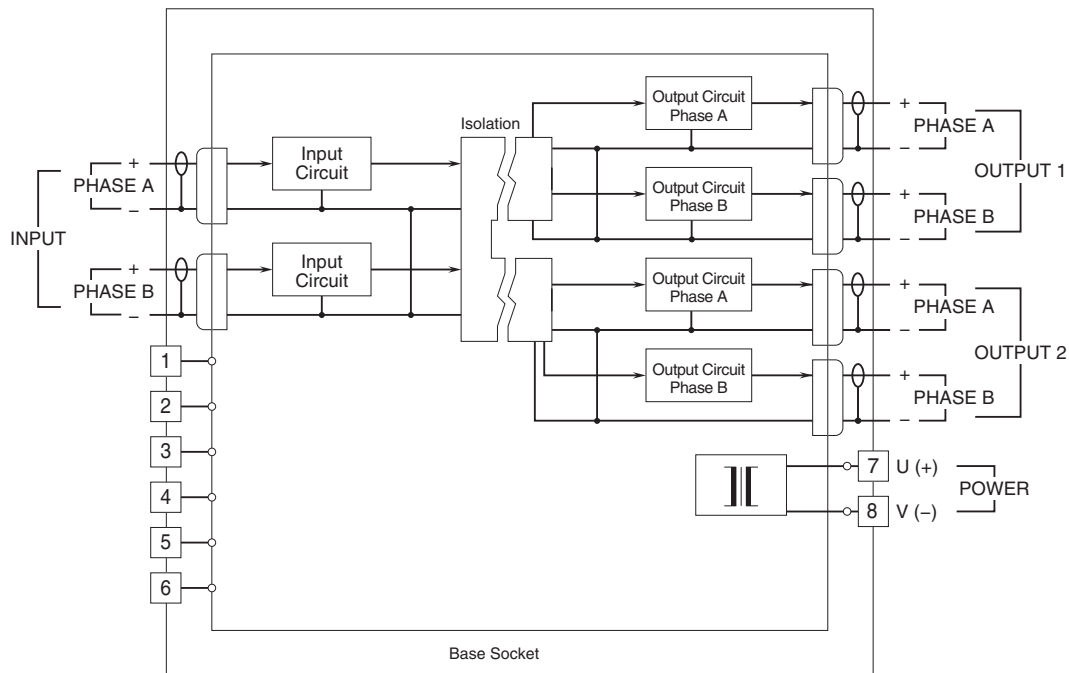 Isolation
Input
Circuit
Input
Circuit
Output Circuit
Phase A
Output Circuit
Phase B
Output Circuit
Phase A
Output Circuit
Phase B
INPUT
+
PHASE A
−
+
PHASE B
−
1
2
3
4
5
6
+
PHASE A
−
+
PHASE B
−
OUTPUT 1
+
PHASE A
−
+
PHASE B
−
OUTPUT 2
7 U (+)
8 V (−)
POWER
Base Socket